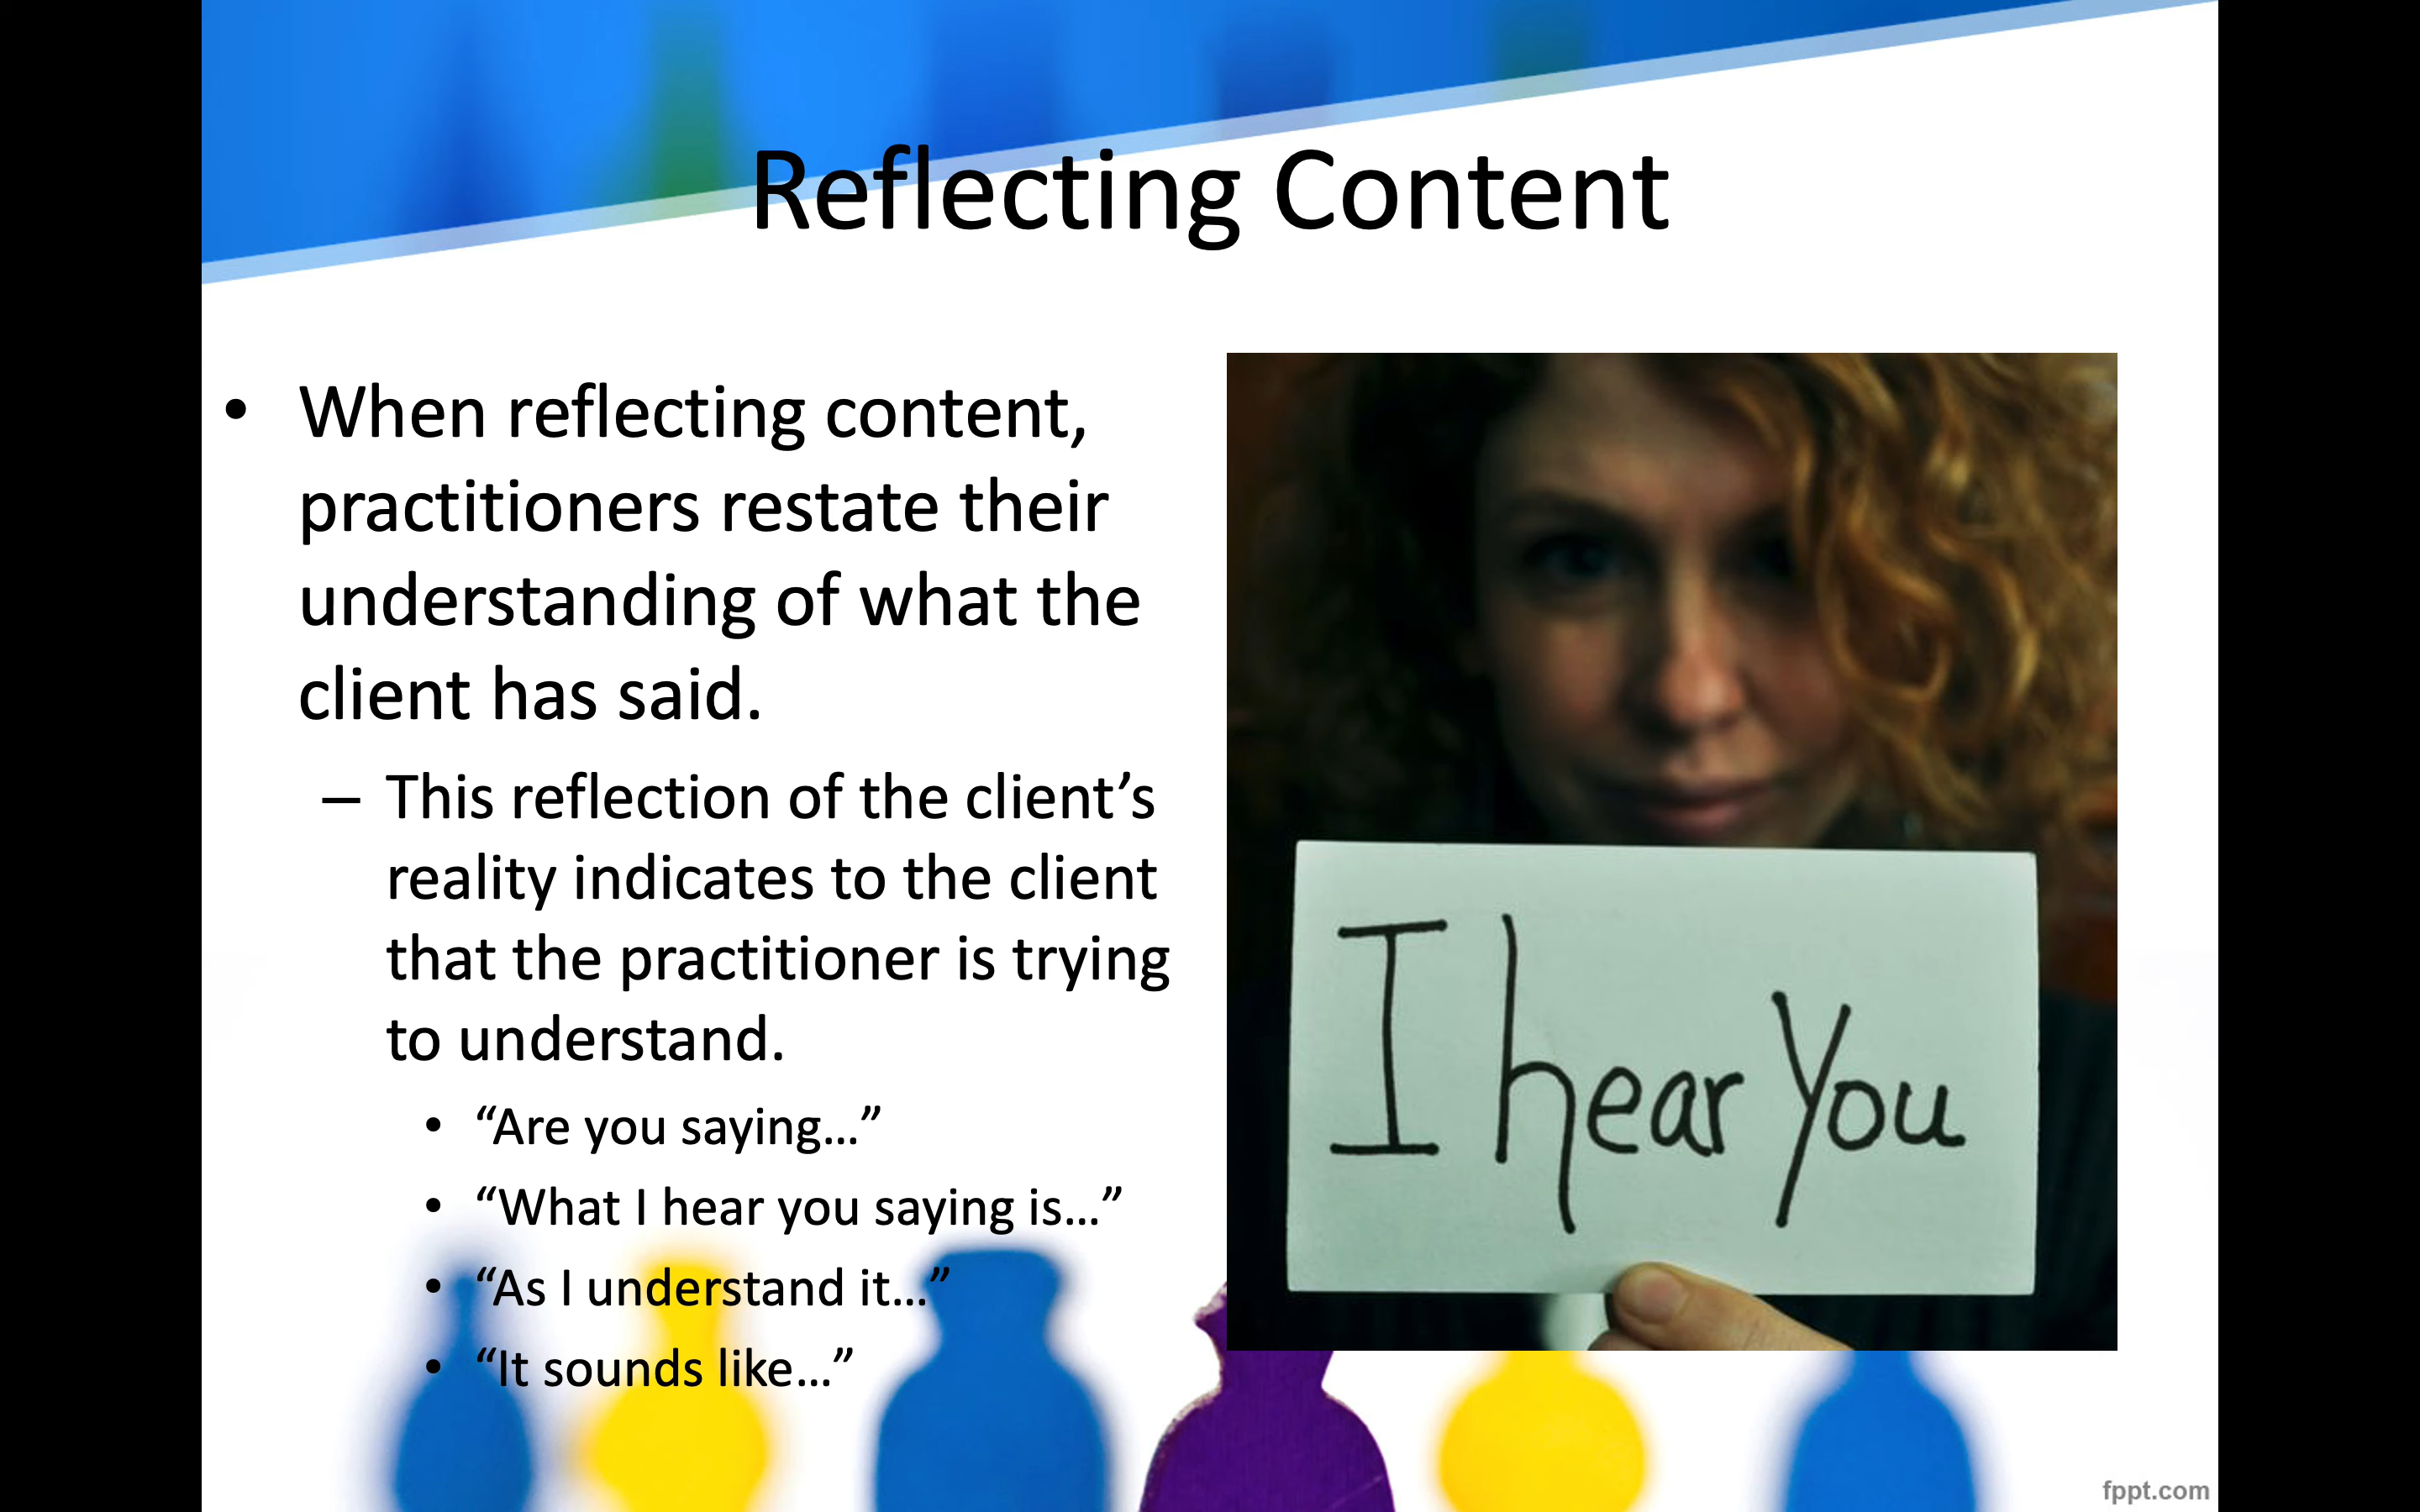 Reflecting Content
• When reflecting content,
practitioners restate their
understanding of what the
client has said.
– This reflection of the client’s
reality indicates to the client
that the practitioner is trying
to understand.
• “Are you saying…”
• “What I hear you saying is…”
• “As I understand it…”
• “It sounds like…”
I hear You
fppt.com